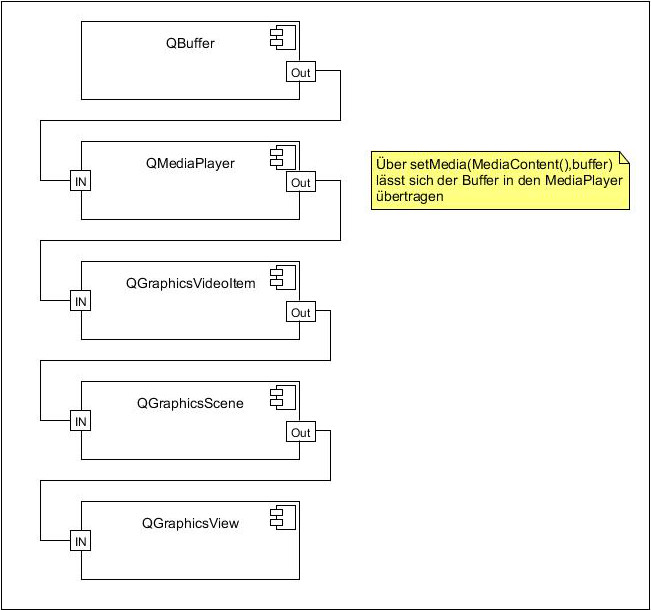 QBuffer
Out
QMediaPlayer
IN
Out
Über setMedia(MediaContent(),buffer)
lässt sich der Buffer in den MediaPlayer
übertragen
QGraphicsVideoItem
IN
Out
QGraphicsScene
IN
Out
QGraphicsView
IN